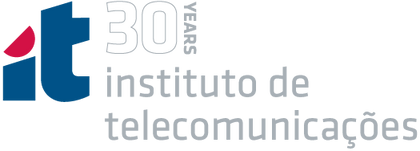 it
30 YEARS
instituto de
telecomunicações